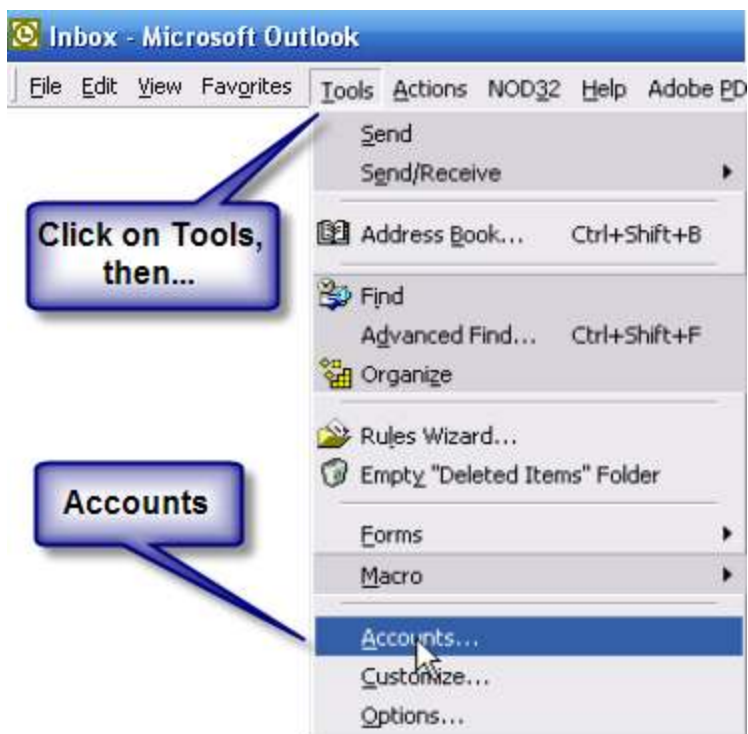 Inbox - Microsoft Outlook
File Edit View Favorites Tools Actions NOD32 Help Adobe PD
Send
Send/Receive
Click on Tools,
then...
Address Book... Ctrl+Shift+B
Find
Advanced Find... Ctrl+Shift+F
Organize
Rules Wizard...
Empty "Deleted Items" Folder
Accounts
Forms
Macro
Accounts...
Customize...
Options...